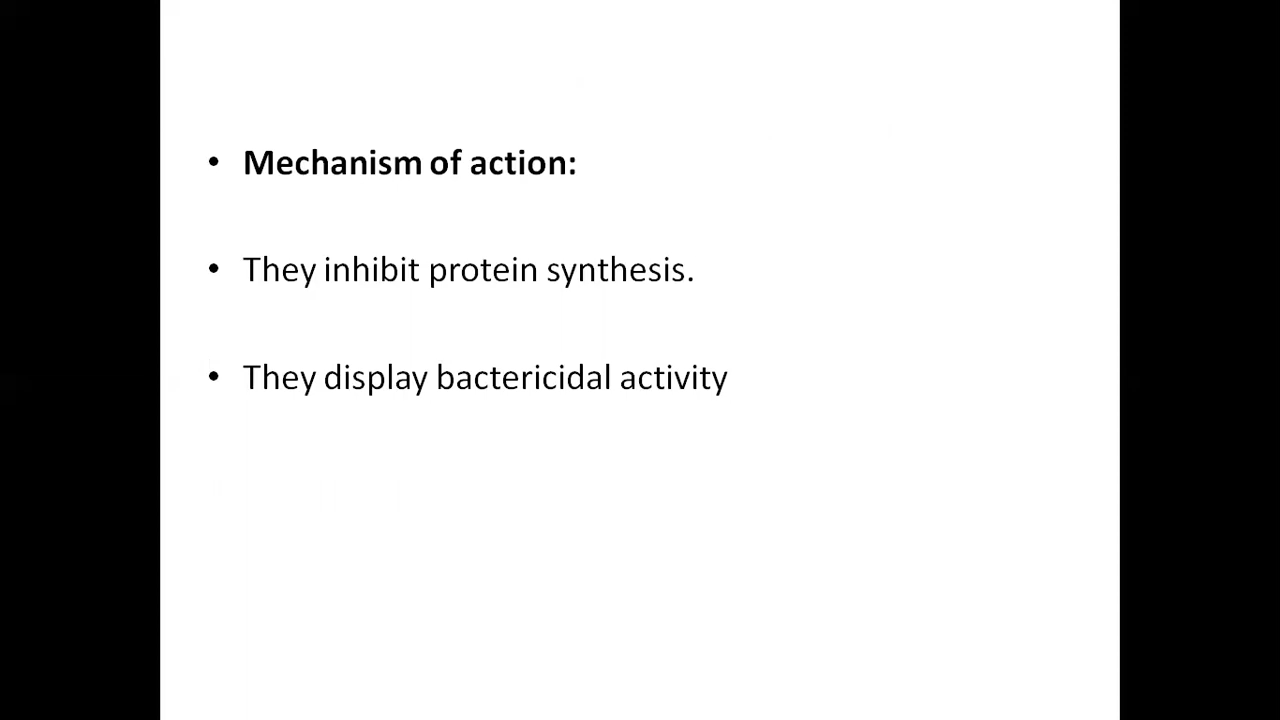 • Mechanism of action:
• They inhibit protein synthesis.
• They display bactericidal activity